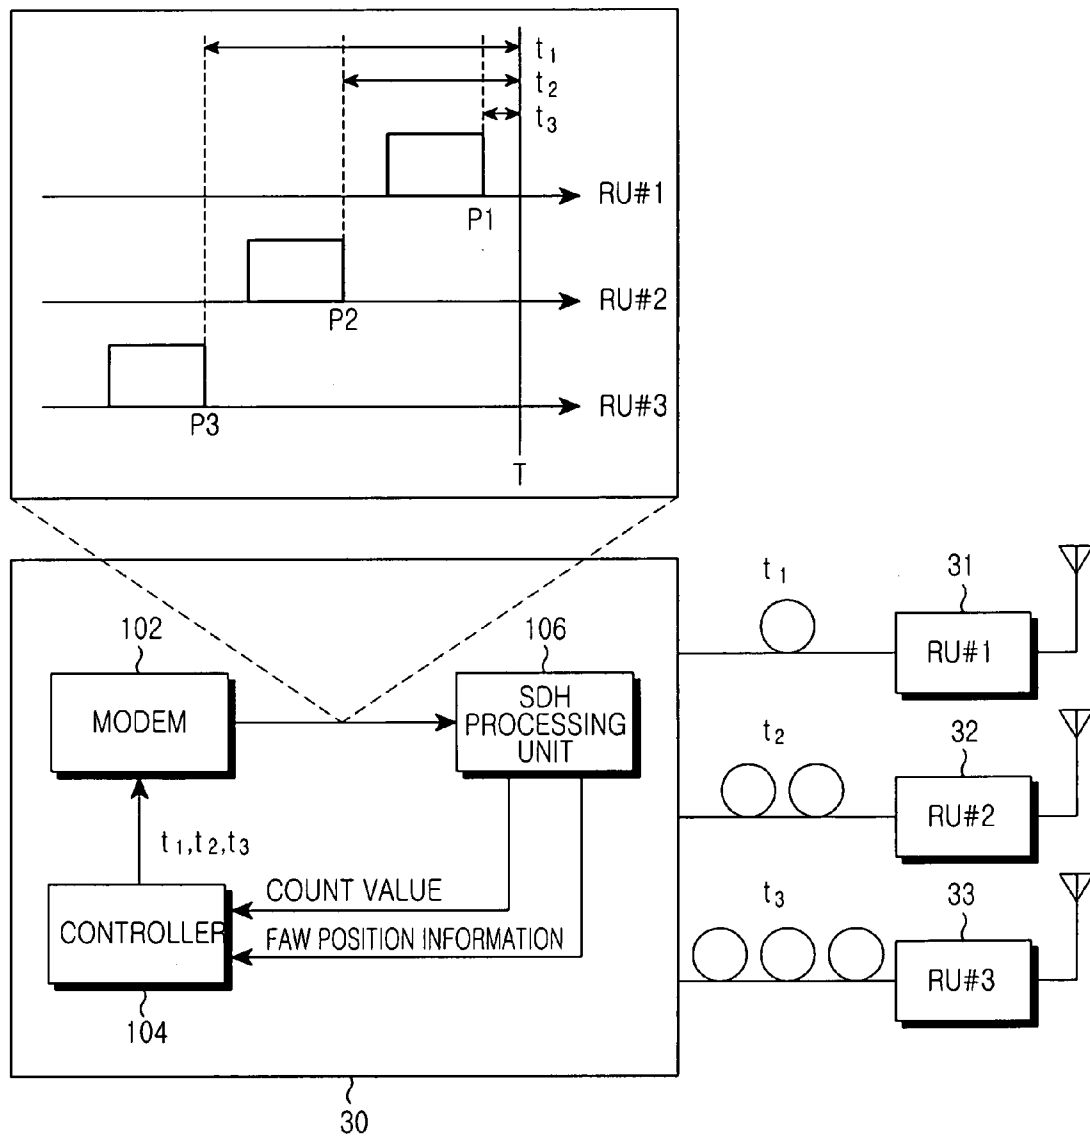 t1
t2
t3
RU#1
P1
RU#2
P2
RU#3
P3
T
102
MODEM
106
SDH
PROCESSING
UNIT
t1,t2,t3
COUNT VALUE
CONTROLLER
FAW POSITION INFORMATION
104
30
t1
31
RU#1
t2
32
RU#2
t3
33
RU#3